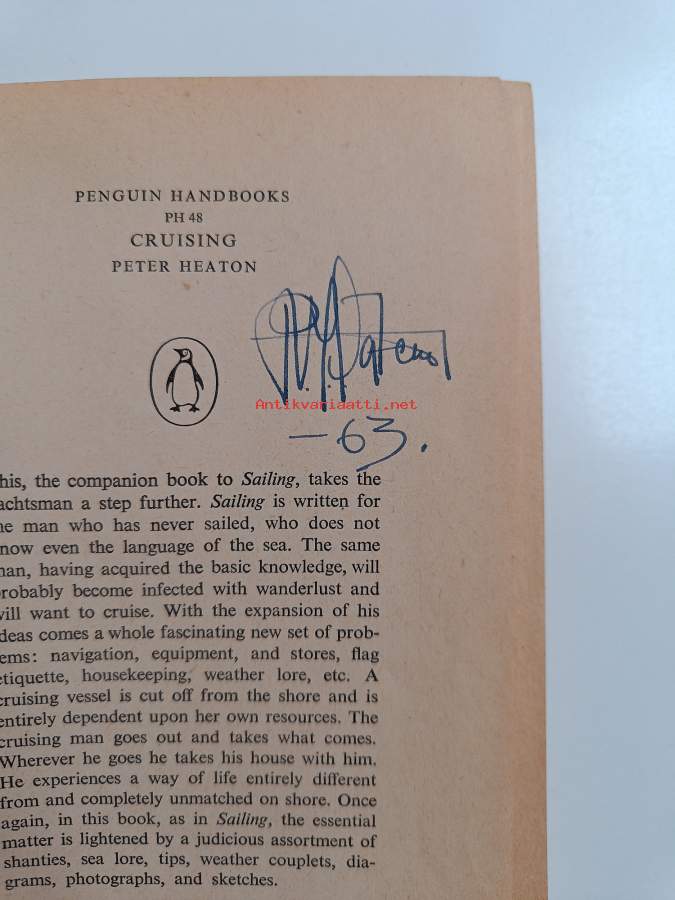 PENGUIN HANDBOOKS
PH 48
CRUISING
PETER HEATON
Antikvariaatti.net
– 63.
his, the companion book to Sailing, takes the
achtsman a step further. Sailing is written for
he man who has never sailed, who does not
now even the language of the sea. The same
nan, having acquired the basic knowledge, will
robably become infected with wanderlust and
vill want to cruise. With the expansion of his
deas comes a whole fascinating new set of prob-
ems: navigation, equipment, and stores, flag
etiquette, housekeeping, weather lore, etc. A
cruising vessel is cut off from the shore and is
entirely dependent upon her own resources. The
cruising man goes out and takes what comes.
Wherever he goes he takes his house with him.
He experiences a way of life entirely different
from and completely unmatched on shore. Once
again, in this book, as in Sailing, the essential
matter is lightened by a judicious assortment of
shanties, sea lore, tips, weather couplets, dia-
grams, photographs, and sketches.